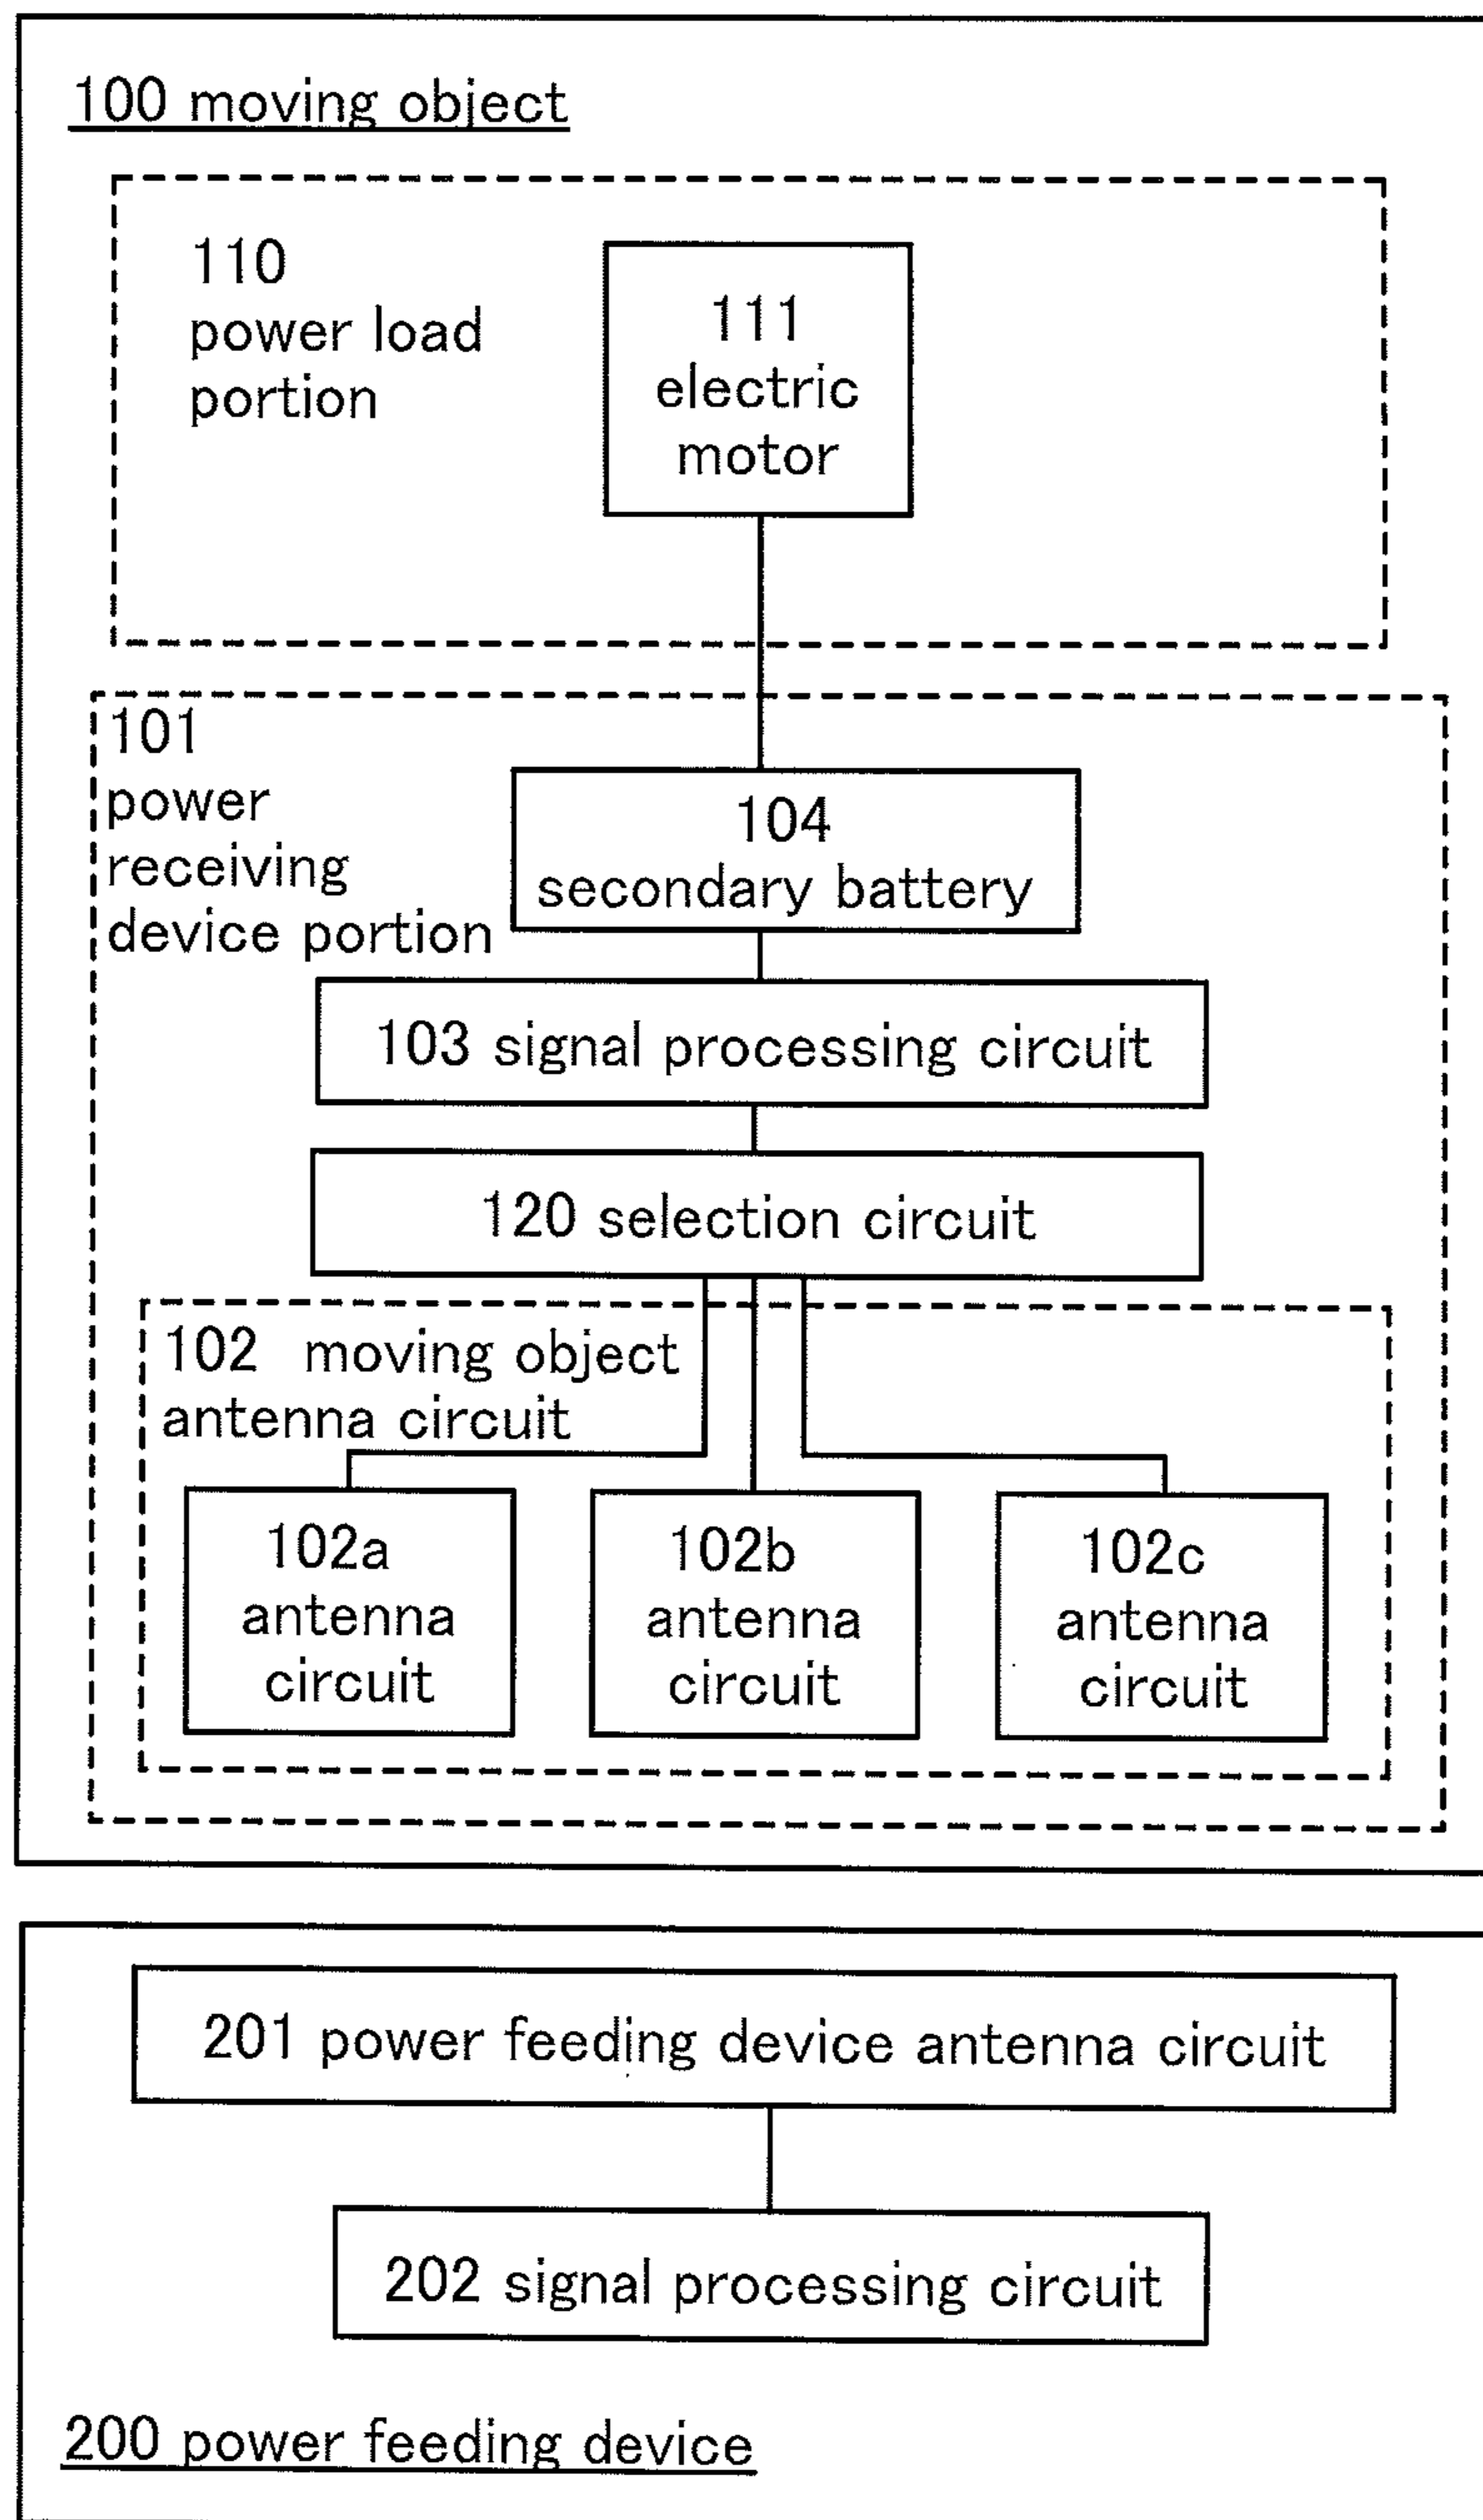 100 moving object
110
power load
portion
111
electric
motor
101
power
receiving
device portion
104
secondary battery
103 signal processing circuit
120 selection circuit
102 moving object
antenna circuit
102a
antenna
circuit
102b
antenna
circuit
102c
antenna
circuit
201 power feeding device antenna circuit
202 signal processing circuit
200 power feeding device